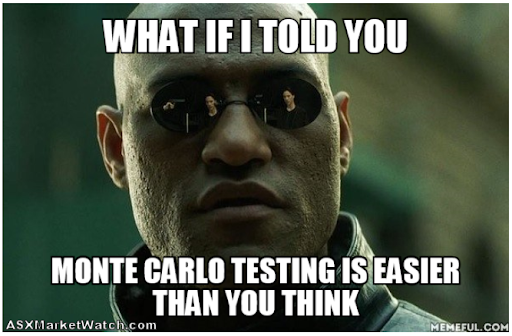 WHAT IF I TOLD YOU
MONTE CARLO TESTING IS EASIER
THAN YOU THINK
ASXMarketWatch.com
MEMEFUL.COM